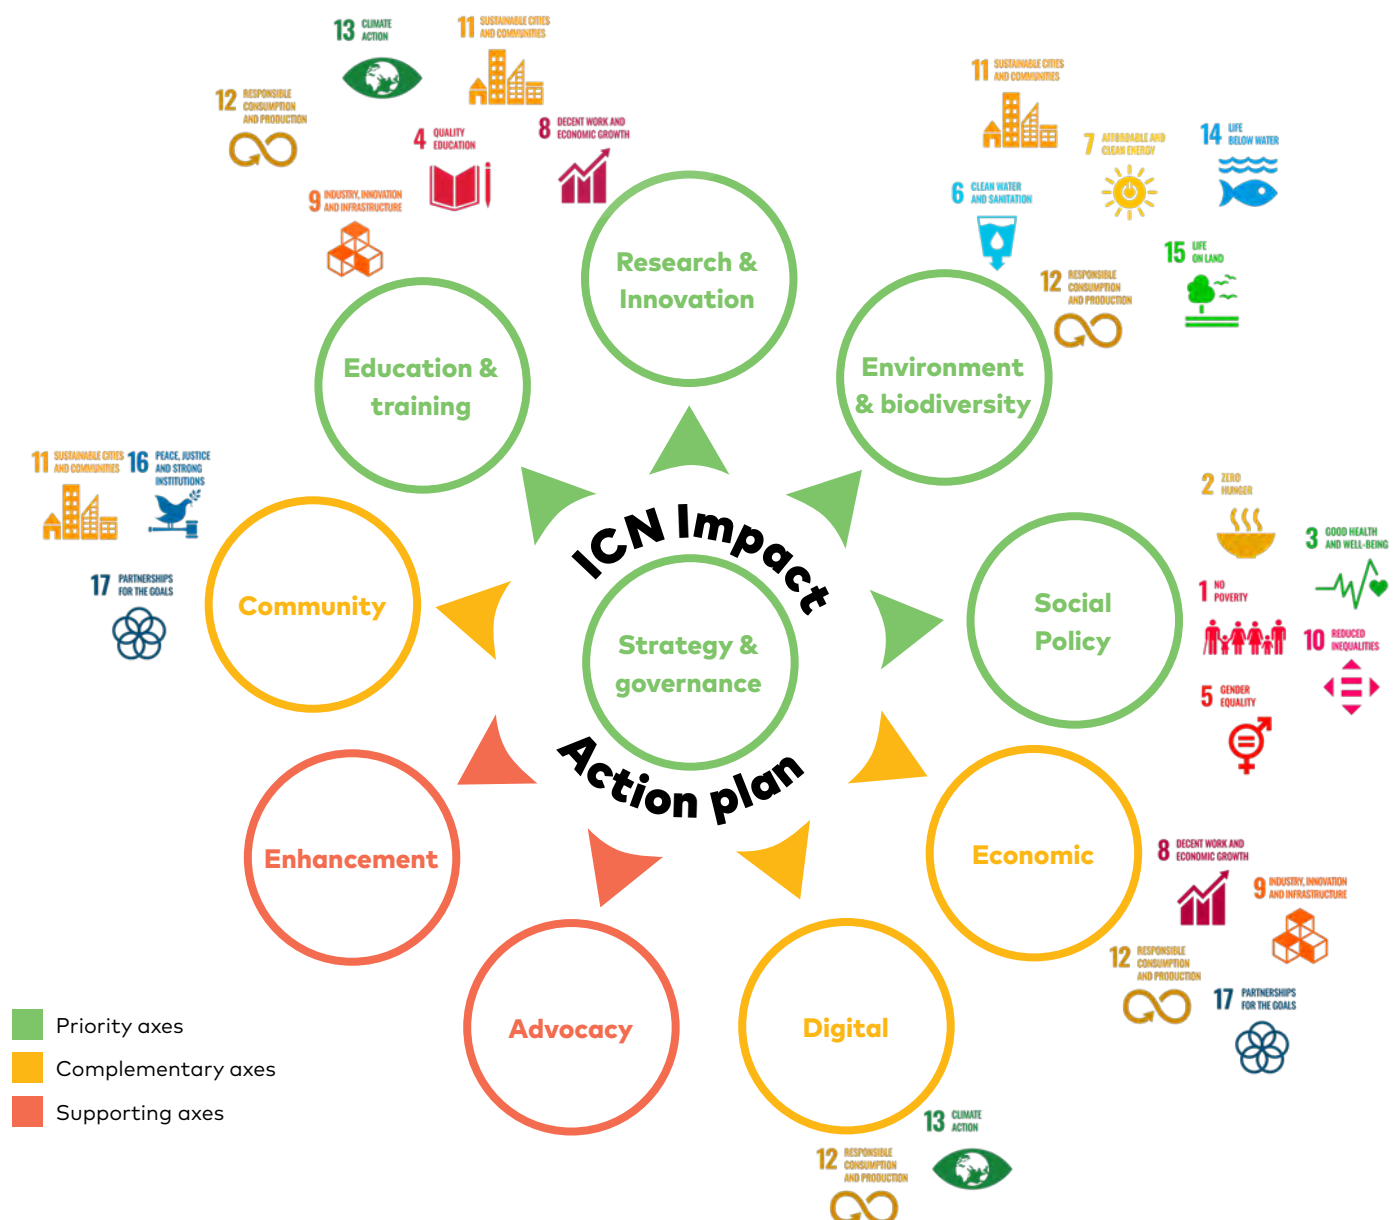 13 CLIMATE
ACTION
11 SUSTAINABLE CITIES
AND COMMUNITIES
12 RESPONSIBLE
CONSUMPTION
AND PRODUCTION
4 QUALITY
EDUCATION
8 DECENT WORK AND
ECONOMIC GROWTH
9 INDUSTRY, INNOVATION
AND INFRASTRUCTURE
11 SUSTAINABLE CITIES
AND COMMUNITIES
7 AFFORDABLE AND
CLEAN ENERGY
14 LIFE
BELOW WATER
6 CLEAN WATER
AND SANITATION
15 LIFE
ON LAND
12 RESPONSIBLE
CONSUMPTION
AND PRODUCTION
Research &
Innovation
Education &
training
Environment
& biodiversity
11 SUSTAINABLE CITIES
AND COMMUNITIES
16 PEACE, JUSTICE
AND STRONG
INSTITUTIONS
17 PARTNERSHIPS
FOR THE GOALS
Community
ICN Impact
Strategy &
governance
Action plan
Social
Policy
2 ZERO
HUNGER
3 GOOD HEALTH
AND WELL-BEING
1 NO
POVERTY
10 REDUCED
INEQUALITIES
5 GENDER
EQUALITY
Enhancement
Economic
8 DECENT WORK AND
ECONOMIC GROWTH
9 INDUSTRY, INNOVATION
AND INFRASTRUCTURE
12 RESPONSIBLE
CONSUMPTION
AND PRODUCTION
17 PARTNERSHIPS
FOR THE GOALS
Advocacy
Digital
13 CLIMATE
ACTION
12 RESPONSIBLE
CONSUMPTION
AND PRODUCTION
Priority axes
Complementary axes
Supporting axes